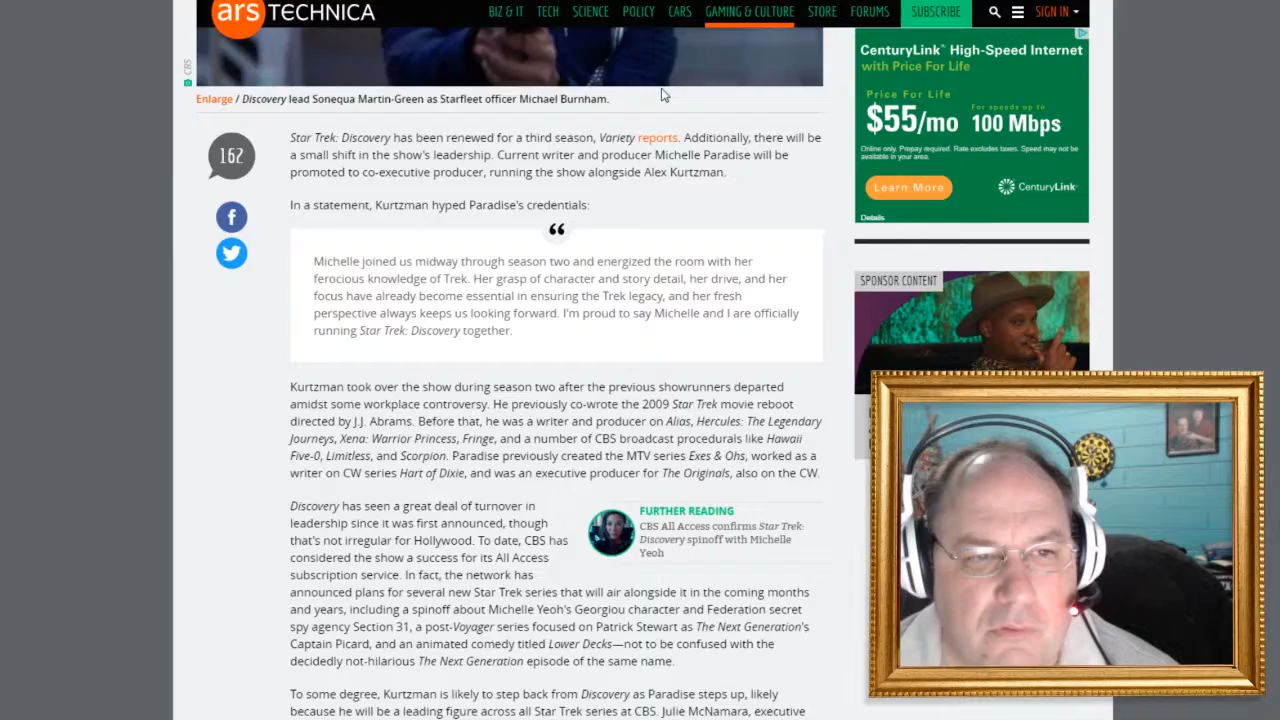 ars TECHNICA
BIZ & IT TECH SCIENCE POLICY CARS GAMING & CULTURE STORE FORUMS SUBSCRIBE SIGN IN
CBS
Enlarge / Discovery lead Sonequa Martin-Green as Starfleet officer Michael Burnham.
162
Star Trek: Discovery has been renewed for a third season, Variety reports. Additionally, there will be
a small shift in the show's leadership. Current writer and producer Michelle Paradise will be
promoted to co-executive producer, running the show alongside Alex Kurtzman.
In a statement, Kurtzman hyped Paradise's credentials:
“
Michelle joined us midway through season two and energized the room with her
ferocious knowledge of Trek. Her grasp of character and story detail, her drive, and her
focus have already become essential in ensuring the Trek legacy, and her fresh
perspective always keeps us looking forward. I'm proud to say Michelle and I are officially
running Star Trek: Discovery together.
Kurtzman took over the show during season two after the previous showrunners departed
amidst some workplace controversy. He previously co-wrote the 2009 Star Trek movie reboot
directed by J.J. Abrams. Before that, he was a writer and producer on Alias, Hercules: The Legendary
Journeys, Xena: Warrior Princess, Fringe, and a number of CBS broadcast procedurals like Hawaii
Five-0, Limitless, and Scorpion. Paradise previously created the MTV series Exes & Ohs, worked as a
writer on CW series Hart of Dixie, and was an executive producer for The Originals, also on the CW.
Discovery has seen a great deal of turnover in
leadership since it was first announced, though
that's not irregular for Hollywood. To date, CBS has
considered the show a success for its All Access
subscription service. In fact, the network has
announced plans for several new Star Trek series that will air alongside it in the coming months
and years, including a spinoff about Michelle Yeoh's Georgiou character and Federation secret
spy agency Section 31, a post-Voyager series focused on Patrick Stewart as The Next Generation's
Captain Picard, and an animated comedy titled Lower Decks—not to be confused with the
decidedly not-hilarious The Next Generation episode of the same name.
FURTHER READING
CBS All Access confirms Star Trek:
Discovery spinoff with Michelle
Yeoh
To some degree, Kurtzman is likely to step back from Discovery as Paradise steps up, likely
because he will be a leading figure over all Star Trek series at CBS. Julie McNamara, executive
CenturyLink® High-Speed Internet
with Price For Life
Price For Life
$55/mo
For speeds up to
100 Mbps
Online only. Prepay required. Rate excludes taxes. Speed may not be
available in your area.
Learn More
CenturyLink
Details
SPONSOR CONTENT